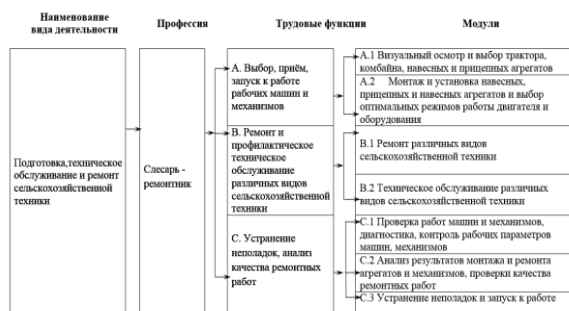 Наименование
вида деятельности
Профессия
Трудовые функции
Модули
Подготовка,техническое
обслуживание и ремонт
сельскохозяйственной
техники
Слесарь -
ремонтник
А. Выбор, приём,
запуск к работе
рабочих машин и
механизмов
В. Ремонт и
профилактическое
техническое
обслуживание
различных видов
сельскохозяйственной
техники
С. Устранение
неполадок, анализ
качества ремонтных
работ
А.1 Визуальный осмотр и выбор трактора,
комбайна, навесных и прицепных агрегатов
А.2 Монтаж и установка навесных,
прицепных и навесных агрегатов и выбор
оптимальных режимов работы двигателя и
оборудования
В.1 Ремонт различных видов
сельскохозяйственной техники
В.2 Техническое обслуживание различных
видов сельскохозяйственной техники
С.1 Проверка работ машин и механизмов,
диагностика, контроль рабочих параметров
машин, механизмов
С.2 Анализ результатов монтажа и ремонта
агрегатов и механизмов, проверки качества
ремонтных работ
С.3 Устранение неполадок и запуск к работе